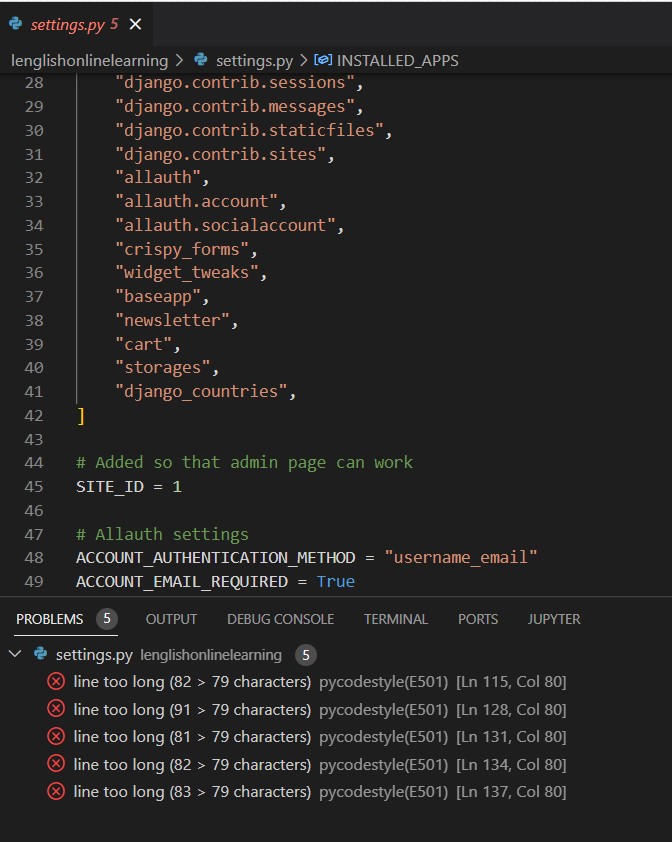 settings.py 5
lenglishonlinelearning > settings.py > INSTALLED_APPS
28 "django.contrib.sessions",
29 "django.contrib.messages",
30 "django.contrib.staticfiles",
31 "django.contrib.sites",
32 "allauth",
33 "allauth.account",
34 "allauth.socialaccount",
35 "crispy_forms",
36 "widget_tweaks",
37 "baseapp",
38 "newsletter",
39 "cart",
40 "storages",
41 "django_countries",
42 ]
43
44 # Added so that admin page can work
45 SITE_ID = 1
46
47 # Allauth settings
48 ACCOUNT_AUTHENTICATION_METHOD = "username_email"
49 ACCOUNT_EMAIL_REQUIRED = True
PROBLEMS 5 OUTPUT DEBUG CONSOLE TERMINAL PORTS JUPYTER
settings.py lenglishonlinelearning 5
line too long (82 > 79 characters) pycodestyle(E501) [Ln 115, Col 80]
line too long (91 > 79 characters) pycodestyle(E501) [Ln 128, Col 80]
line too long (81 > 79 characters) pycodestyle(E501) [Ln 131, Col 80]
line too long (82 > 79 characters) pycodestyle(E501) [Ln 134, Col 80]
line too long (83 > 79 characters) pycodestyle(E501) [Ln 137, Col 80]